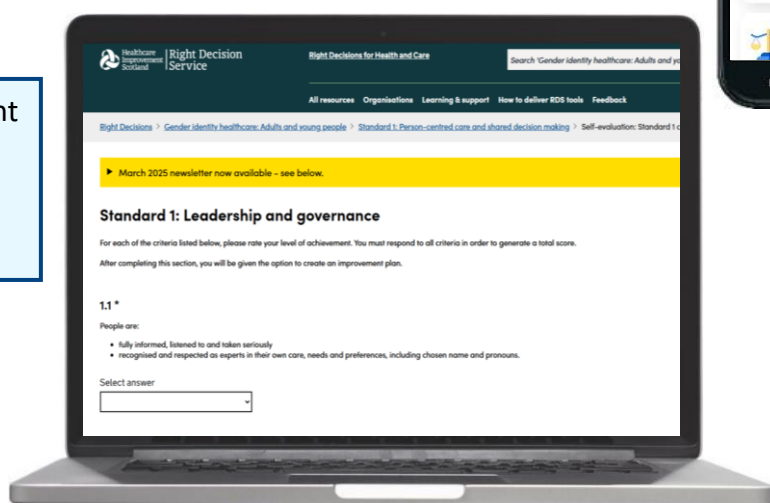 nt
Healthcare
Improvement
Scotland
Right Decision
Service
Right Decisions for Health and Care
Search 'Gender identity healthcare: Adults and yo
All resources Organisations Learning & support How to deliver RDS tools Feedback
Right Decisions > Gender identity healthcare: Adults and young people > Standard 1: Person-centred care and shared decision making > Self-evaluation: Standard 1 c
March 2025 newsletter now available - see below.
Standard 1: Leadership and governance
For each of the criteria listed below, please rate your level of achievement. You must respond to all criteria in order to generate a total score.
After completing this section, you will be given the option to create an improvement plan.
1.1 *
People are:
• fully informed, listened to and taken seriously
• recognised and respected as experts in their own care, needs and preferences, including chosen name and pronouns.
Select answer